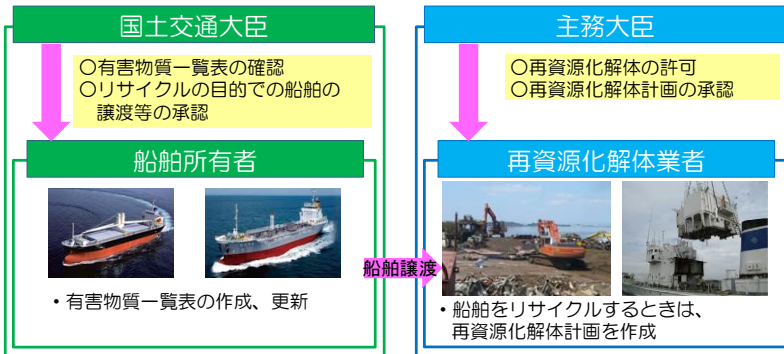 国土交通大臣
○有害物質一覧表の確認
○リサイクルの目的での船舶の
譲渡等の承認
船舶所有者
・有害物質一覧表の作成、更新
船舶譲渡
主務大臣
○再資源化解体の許可
○再資源化解体計画の承認
再資源化解体業者
・船舶をリサイクルするときは、
再資源化解体計画を作成